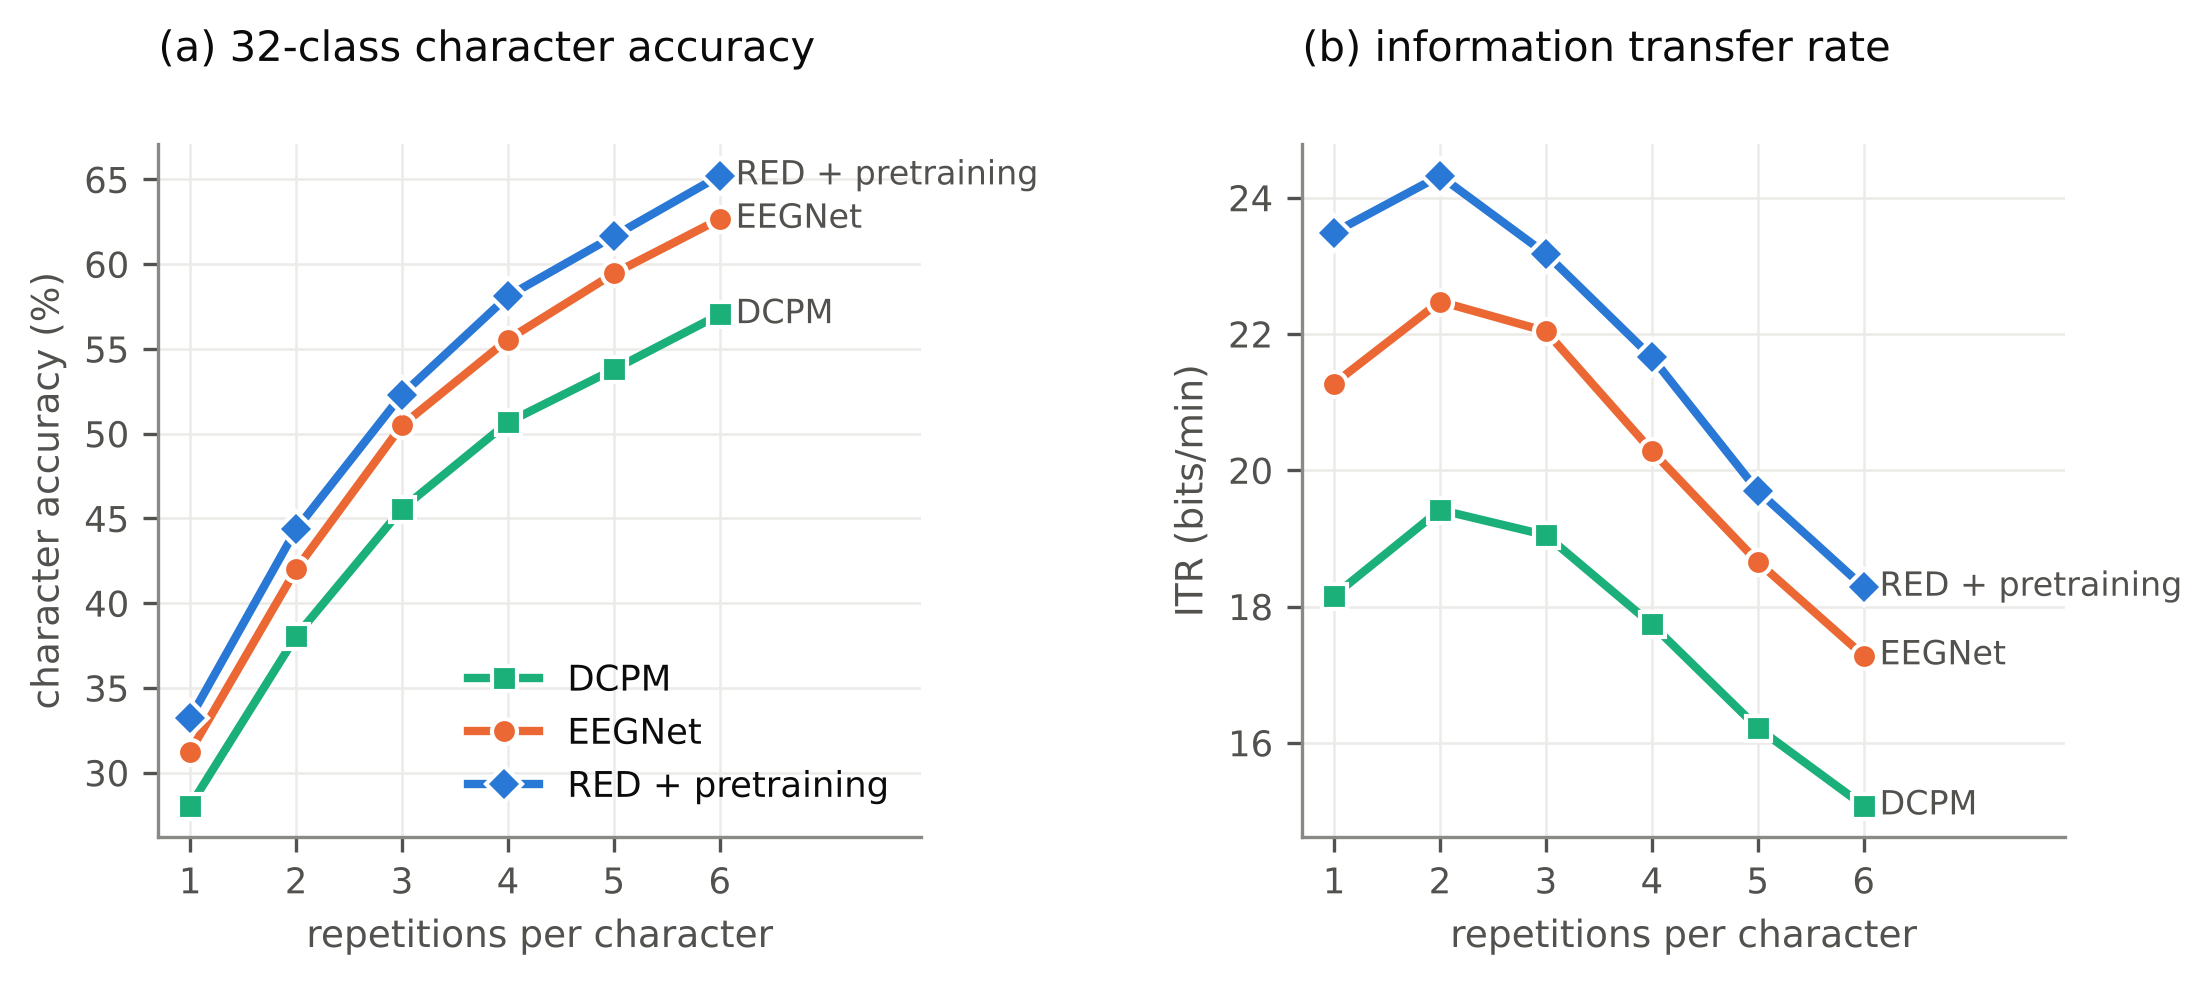 (a) 32-class character accuracy
character accuracy (%)
65
60
55
50
45
40
35
30
RED + pretraining
EEGNet
DCPM
DCPM
EEGNet
RED + pretraining
1 2 3 4 5 6
repetitions per character
(b) information transfer rate
ITR (bits/min)
24
22
20
18
16
RED + pretraining
EEGNet
DCPM
1 2 3 4 5 6
repetitions per character